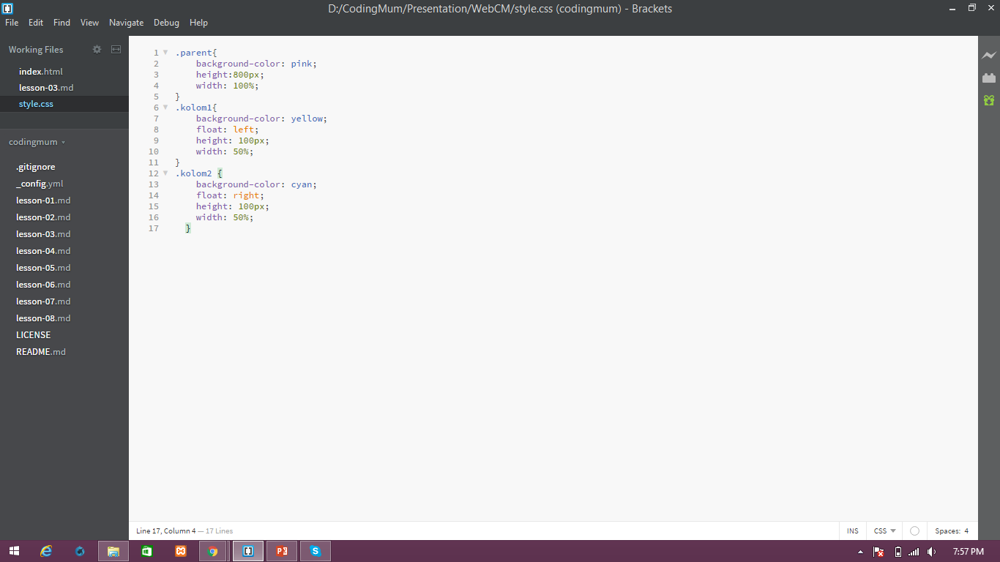 D:/CodingMum/Presentation/WebCM/style.css (codingmum) - Brackets
File Edit Find View Navigate Debug Help
Working Files
index.html
lesson-03.md
style.css
codingmum
.gitignore
_config.yml
lesson-01.md
lesson-02.md
lesson-03.md
lesson-04.md
lesson-05.md
lesson-06.md
lesson-07.md
lesson-08.md
LICENSE
README.md
1 .parent{
2 background-color: pink;
3 height:800px;
4 width: 100%;
5 }
6 .kolom1{
7 background-color: yellow;
8 float: left;
9 height: 100px;
10 width: 50%;
11 }
12 .kolom2 {
13 background-color: cyan;
14 float: right;
15 height: 100px;
16 width: 50%;
17 }
Line 17, Column 4 — 17 Lines
INS CSS Spaces: 4
7:57 PM